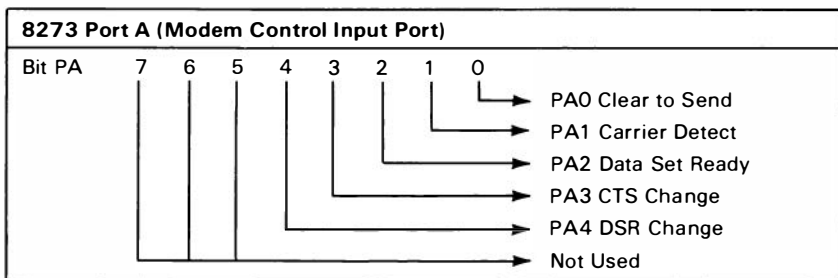 8273 Port A (Modem Control Input Port)
Bit PA 7 6 5 4 3 2 1 0
PA0 Clear to Send
PA1 Carrier Detect
PA2 Data Set Ready
PA3 CTS Change
PA4 DSR Change
Not Used